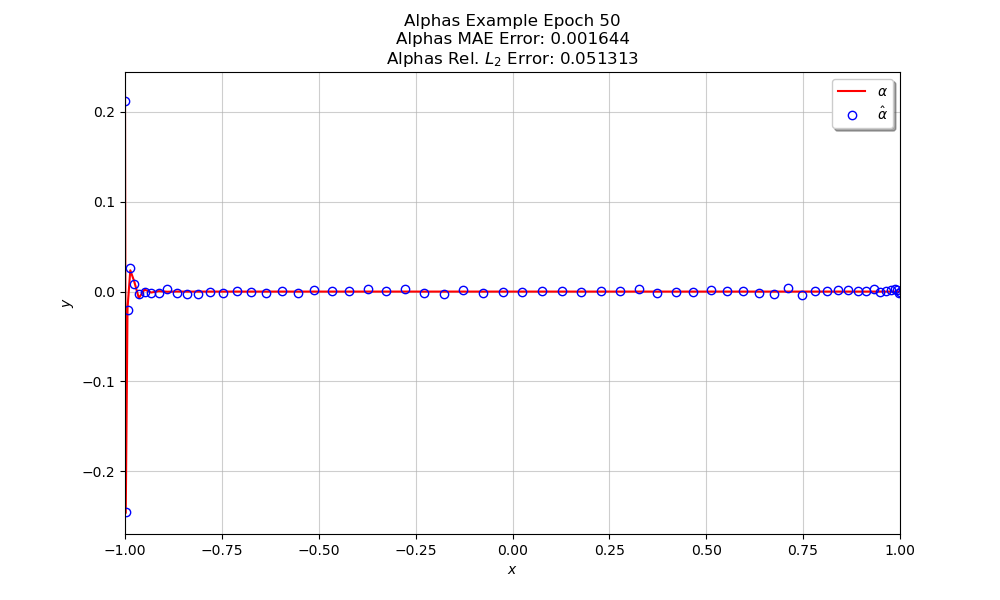 Alphas Example Epoch 50
Alphas MAE Error: 0.001644
Alphas Rel. L₂ Error: 0.051313
α
α̂
0.2
0.1
0.0
−0.1
−0.2
y
−1.00 −0.75 −0.50 −0.25 0.00 0.25 0.50 0.75 1.00
x